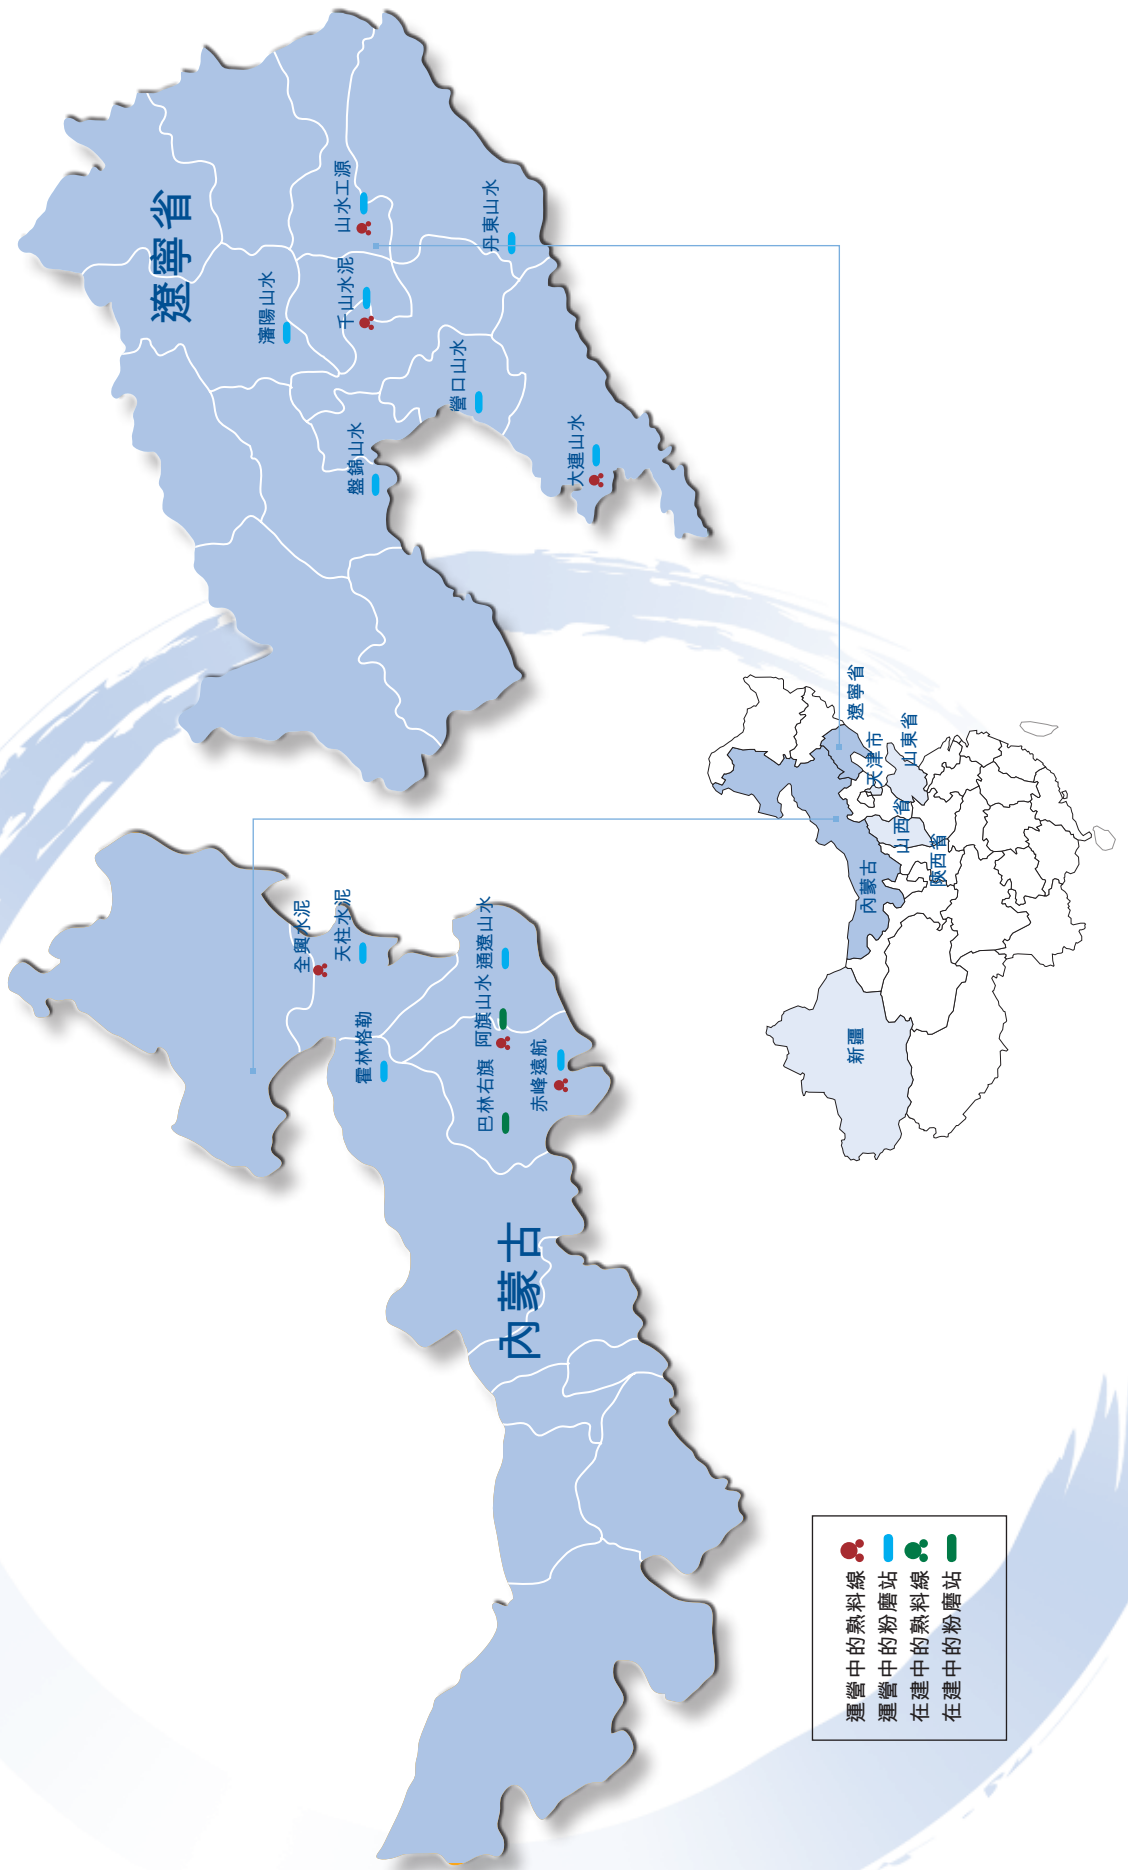 遼寧省
瀋陽山水
山水工源
千山水泥
丹東山水
營口山水
盤錦山水
大連山水
內蒙古
全興水泥
天柱水泥
霍林格勒
通遼山水
阿旗山水
巴林右旗
赤峰遠航
遼寧省
天津市
山東省
山西省
陝西省
內蒙古
新疆
運營中的熟料線
運營中的粉磨站
在建中的熟料線
在建中的粉磨站